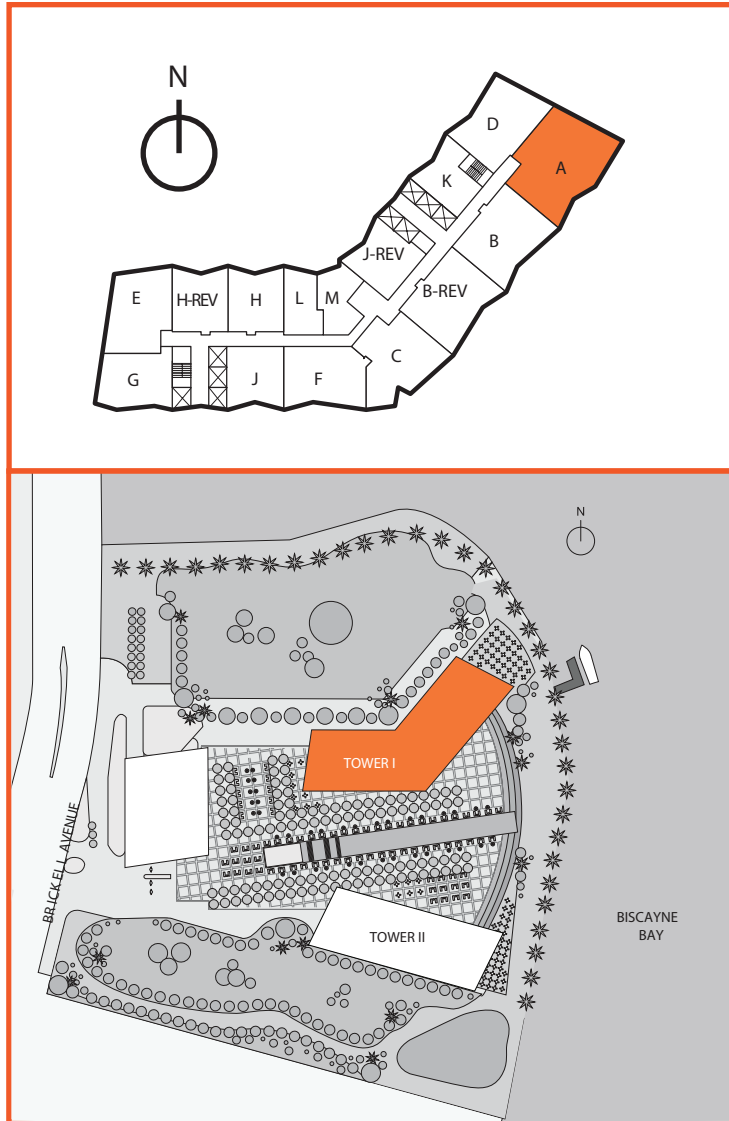 N
D
A
K
B
J-REV
B-REV
E
H-REV
H
L
M
C
G
J
F
N
TOWER I
BRICKELL AVENUE
BISCAYNE
BAY
TOWER II